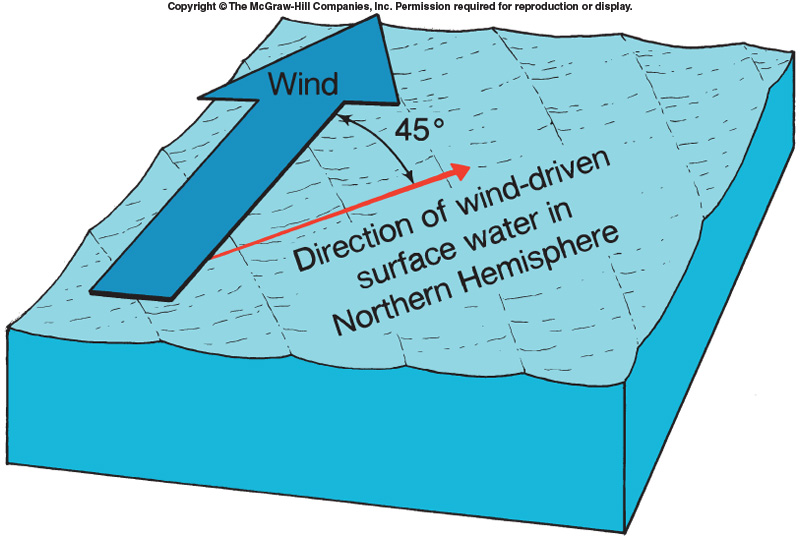 Copyright © The McGraw-Hill Companies, Inc. Permission required for reproduction or display.
Wind
45°
Direction of wind-driven
surface water in
Northern Hemisphere